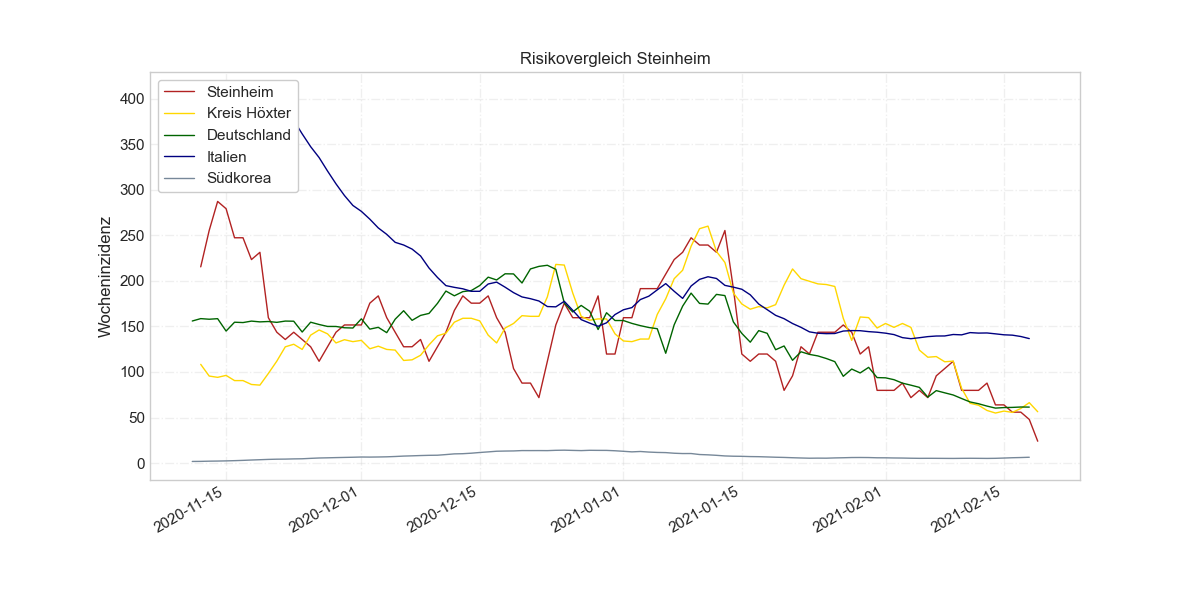 Risikovergleich Steinheim
Steinheim
Kreis Höxter
Deutschland
Italien
Südkorea
Wocheninzidenz
400
350
300
250
200
150
100
50
0
2020-11-15
2020-12-01
2020-12-15
2021-01-01
2021-01-15
2021-02-01
2021-02-15